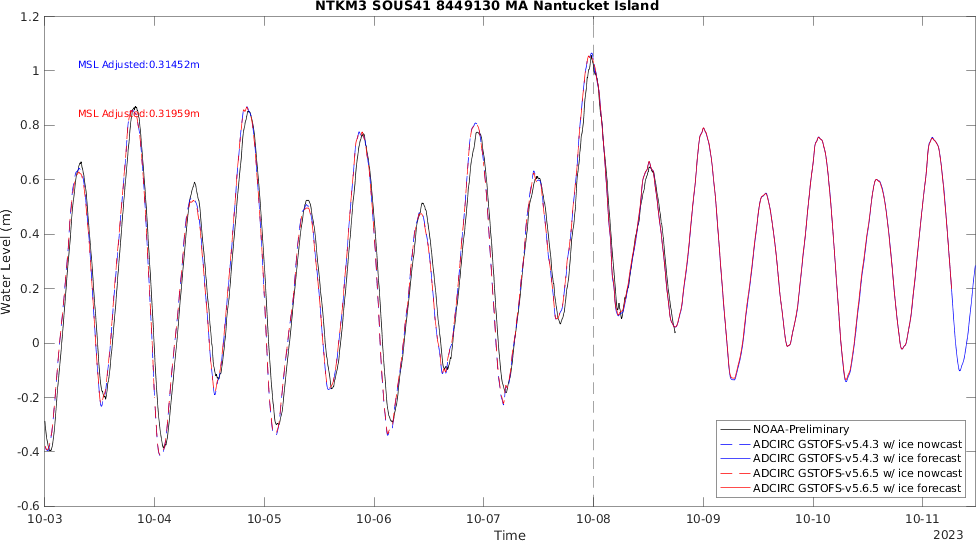 NTKM3 SOUS41 8449130 MA Nantucket Island
1.2
1
0.8
0.6
0.4
0.2
0
-0.2
-0.4
-0.6
Water Level (m)
MSL Adjusted:0.31452m
MSL Adjusted:0.31959m
NOAA-Preliminary
ADCIRC GSTOFS-v5.4.3 w/ ice nowcast
ADCIRC GSTOFS-v5.4.3 w/ ice forecast
ADCIRC GSTOFS-v5.6.5 w/ ice nowcast
ADCIRC GSTOFS-v5.6.5 w/ ice forecast
10-03 10-04 10-05 10-06 10-07 10-08 10-09 10-10 10-11
Time
2023